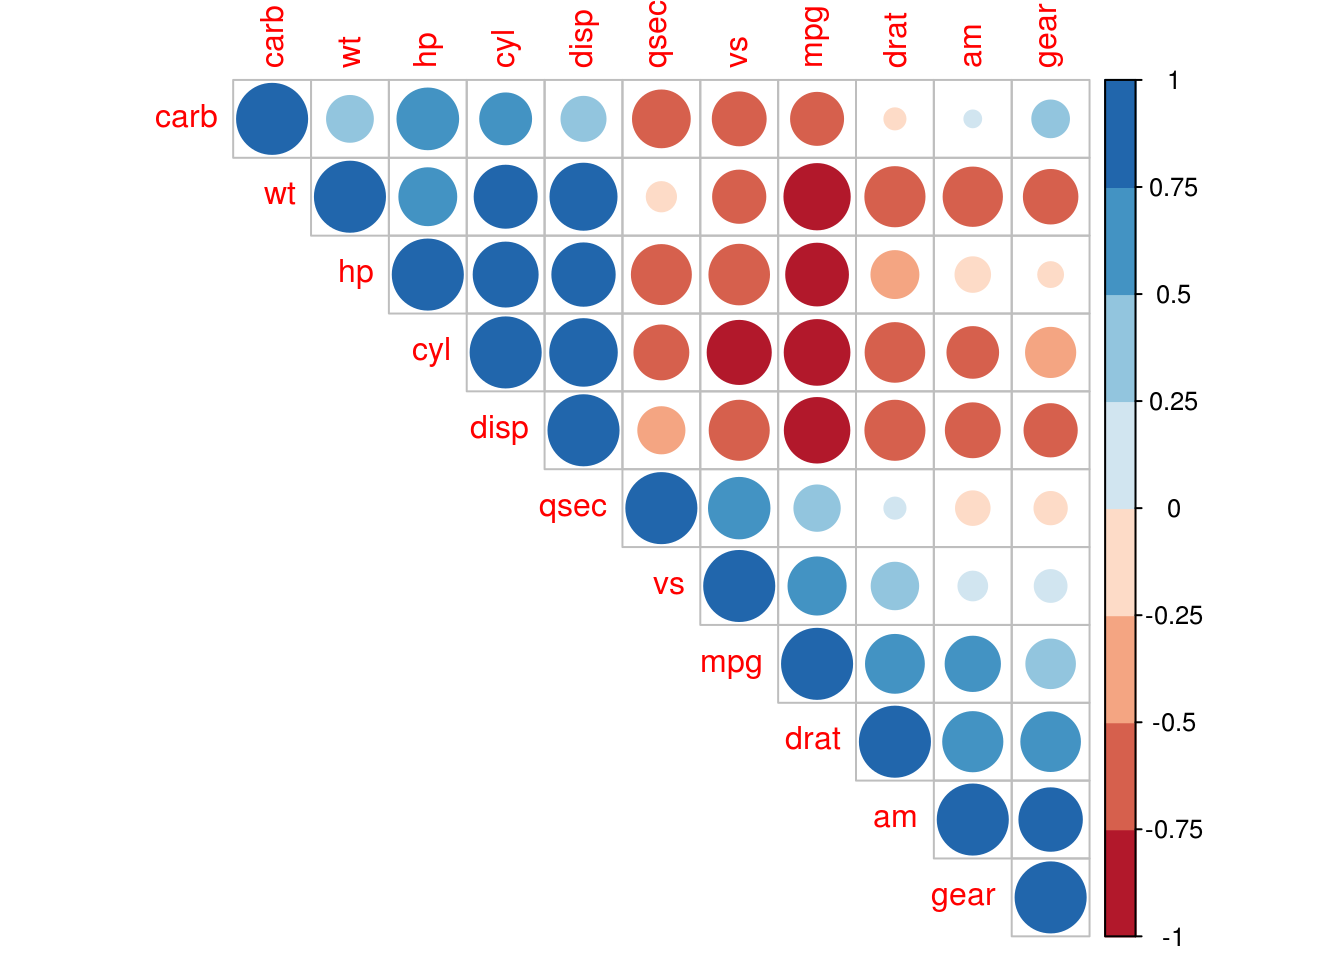 carb wt hp cyl disp qsec vs mpg drat am gear
carb
wt
hp
cyl
disp
qsec
vs
mpg
drat
am
gear
1
0.75
0.5
0.25
0
-0.25
-0.5
-0.75
-1